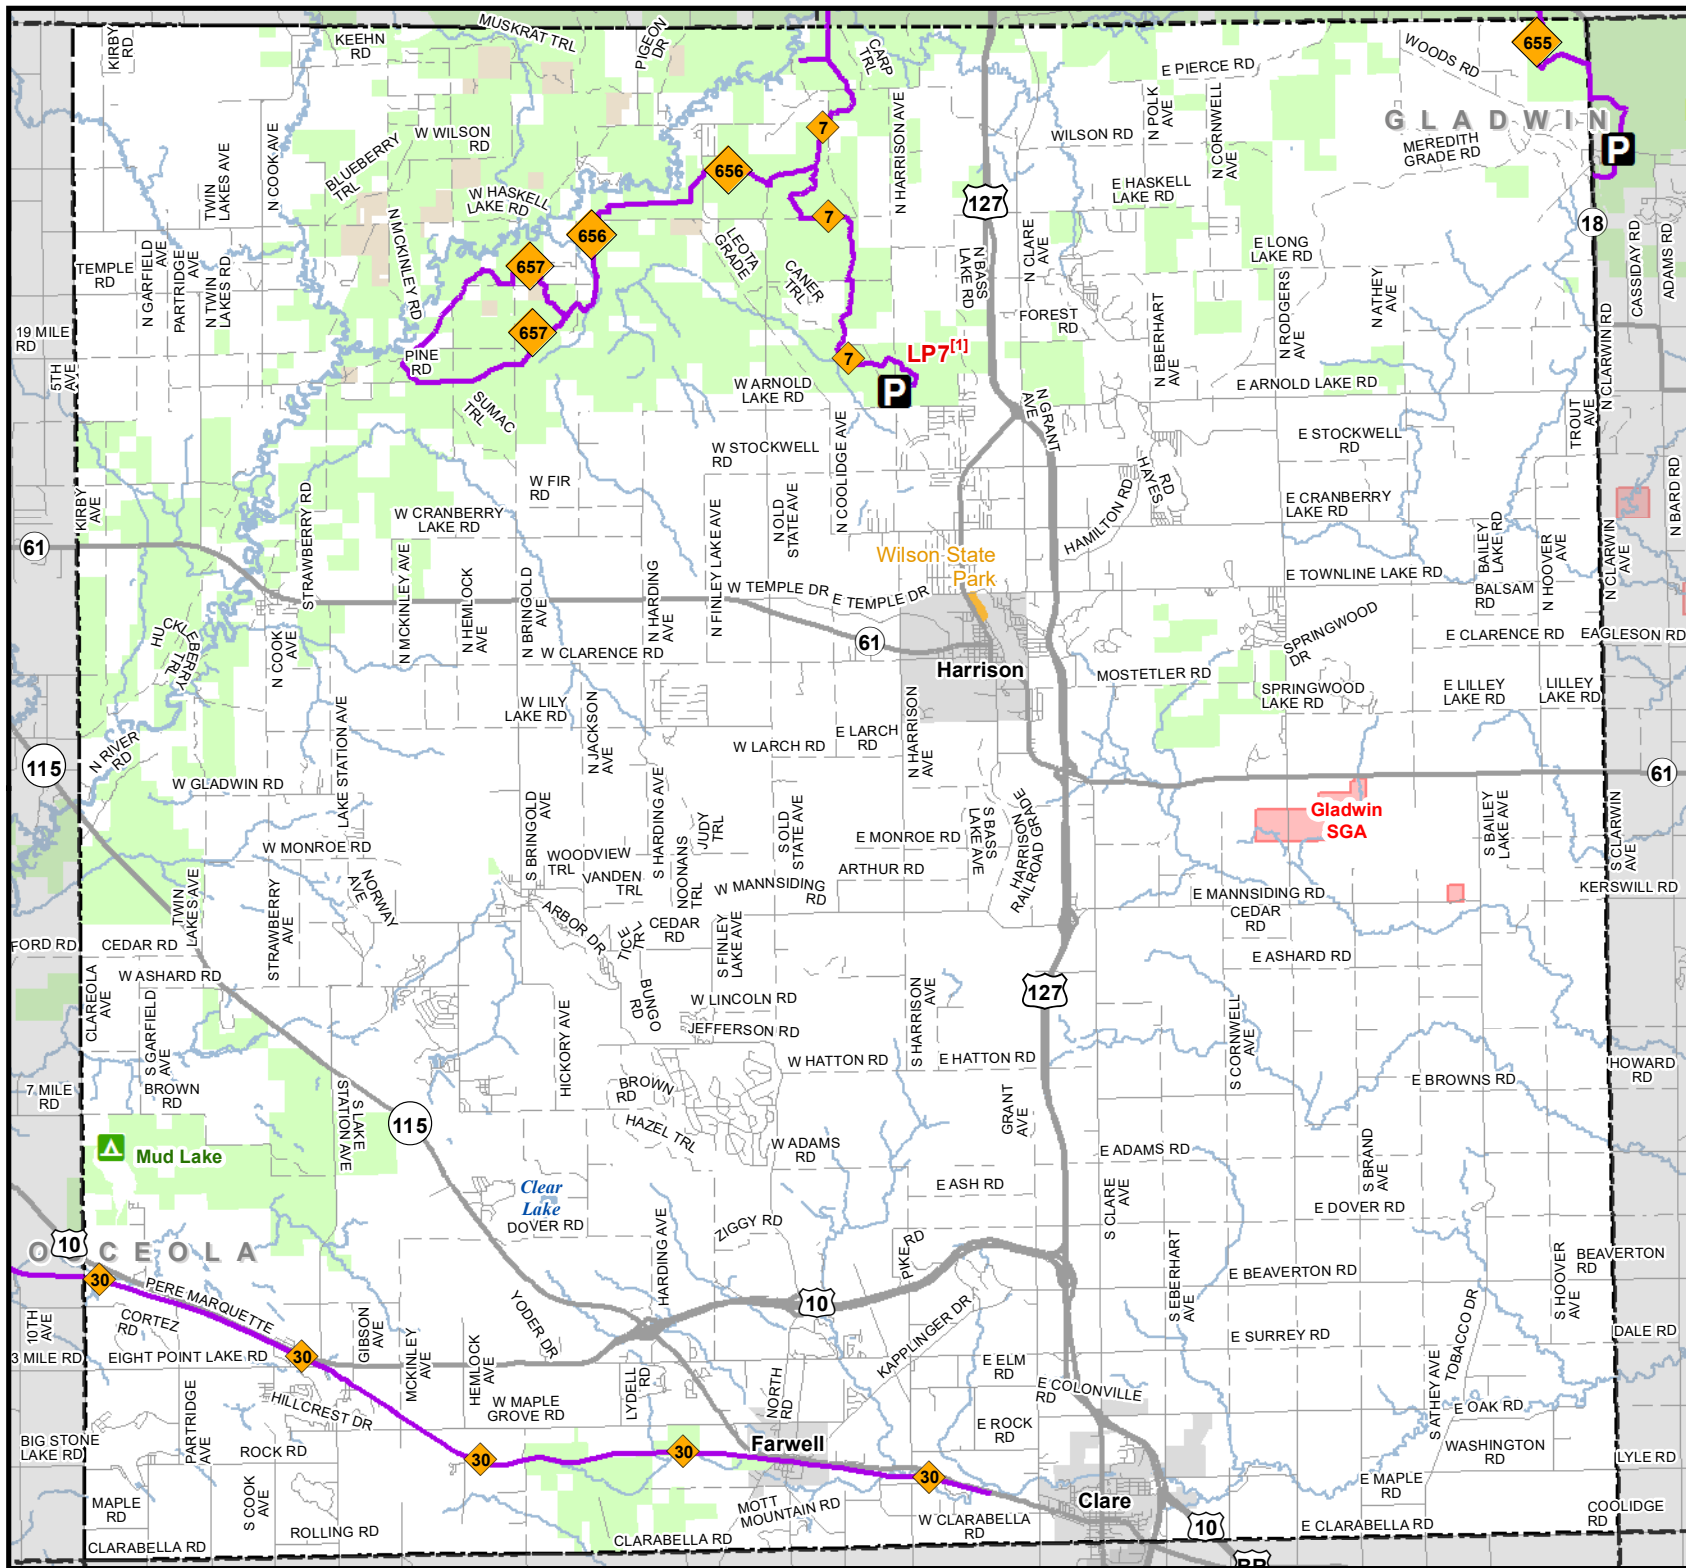 KIRBY
RD
KEEHN
RD
MUSKRAT TRL
PIGEON
DR
CARP
TRL
E PIERCE RD
WOODS RD
655
GLADWIN
P
MEREDITH
GRADE RD
N COOK AVE
W WILSON
RD
BLUEBERRY
TRL
7
N HARRISON AVE
WILSON RD
N POLK
AVE
N CORNWELL
AVE
TWIN
LAKES AVE
656
W HASKELL
LAKE RD
127
E HASKELL
LAKE RD
18
CASSIDAY RD
ADAMS RD
N MCKINLEY RD
656
7
LEOTA
GRADE
CANER
TRL
N BASS
LAKE RD
N CLARE
AVE
E LONG
LAKE RD
TEMPLE
RD
N GARFIELD
AVE
PARTRIDGE
AVE
N TWIN
LAKES RD
657
657
FOREST
RD
N EBERHART
AVE
N RODGERS
AVE
N ATHEY
AVE
N CLARWIN RD
19 MILE
RD
5TH
AVE
PINE
RD
7
LP7[1]
P
W ARNOLD
LAKE RD
E ARNOLD LAKE RD
SUMAC
TRL
N GRANT
AVE
TROUT
AVE
W STOCKWELL
RD
N COOLIDGE AVE
E STOCKWELL
RD
KIRBY
AVE
STRAWBERRY RD
W FIR
RD
W CRANBERRY
LAKE RD
N FINLEY LAKE AVE
N OLD
STATE AVE
HAMILTON RD
HAYES
RD
E CRANBERRY
LAKE RD
N BARD RD
61
Wilson State
Park
BAILEY
LAKE RD
N HOOVER
AVE
N CLARWIN
AVE
N MCKINLEY AVE
N HEMLOCK
AVE
N BRINGOLD
AVE
N HARDING
AVE
W TEMPLE DR
E TEMPLE DR
E TOWNLINE LAKE RD
BALSAM
RD
HUCKLEBERRY
TRL
N COOK
AVE
W CLARENCE RD
61
Harrison
SPRINGWOOD
DR
E CLARENCE RD
EAGLESON RD
MOSTETLER RD
SPRINGWOOD
LAKE RD
E LILLEY
LAKE RD
LILLEY
LAKE RD
N RIVER
RD
LAKE STATION AVE
W LILY
LAKE RD
N JACKSON
AVE
W LARCH RD
E LARCH
RD
N HARRISON
AVE
115
W GLADWIN RD
61
Gladwin
SGA
S BRINGOLD
AVE
S HARDING AVE
JUDY
TRL
S OLD
STATE AVE
E MONROE RD
S BASS
LAKE AVE
HARRISON
RAILROAD GRADE
S BAILEY
LAKE AVE
S CLARWIN
AVE
W MONROE RD
WOODVIEW
TRL
VANDEN
TRL
NOONANS
TRL
ARTHUR RD
W MANNSIDING
RD
E MANNSIDING RD
KERSWILL RD
TWIN
LAKES AVE
STRAWBERRY
AVE
NORWAY
AVE
ARBOR DR
TICE
TRL
CEDAR
RD
S FINLEY
LAKE AVE
CEDAR
RD
FORD RD
CEDAR RD
W ASHARD RD
E ASHARD RD
CLAREOLA
AVE
S GARFIELD
AVE
HICKORY AVE
BUNGO
RD
W LINCOLN RD
JEFFERSON RD
S HARRISON
AVE
127
S CORNWELL
AVE
W HATTON RD
E HATTON RD
HOWARD
RD
7 MILE
RD
BROWN
RD
S LAKE
STATION AVE
BROWN
RD
GRANT
AVE
E BROWNS RD
115
HAZEL TRL
W ADAMS
RD
E ADAMS RD
S BRAND
AVE
Mud Lake
Clear
Lake
DOVER RD
E ASH RD
S CLARE
AVE
E DOVER RD
ZIGGY RD
10
OSCEOLA
HARDING AVE
PIKE RD
S EBERHART
AVE
S HOOVER
AVE
BEAVERTON
RD
30
PERE MARQUETTE
10
E BEAVERTON RD
10TH
AVE
CORTEZ
RD
GIBSON
AVE
YODER DR
KAPPLINGER DR
E SURREY RD
TOBACCO DR
DALE RD
3 MILE RD
EIGHT POINT LAKE RD
30
MCKINLEY
AVE
HEMLOCK
AVE
LYDELL
RD
NORTH
RD
E ELM
RD
E COLONVILLE
RD
S ATHEY AVE
HILLCREST DR
W MAPLE
GROVE RD
E ROCK
RD
E OAK RD
BIG STONE
LAKE RD
PARTRIDGE
AVE
ROCK RD
30
30
Farwell
WASHINGTON
RD
LYLE RD
30
E MAPLE
RD
MAPLE
RD
S COOK
AVE
MOTT
MOUNTAIN RD
Clare
COOLIDGE
RD
ROLLING RD
W CLARABELLA
RD
10
E CLARABELLA RD
CLARABELLA RD
CLARABELLA RD
BR